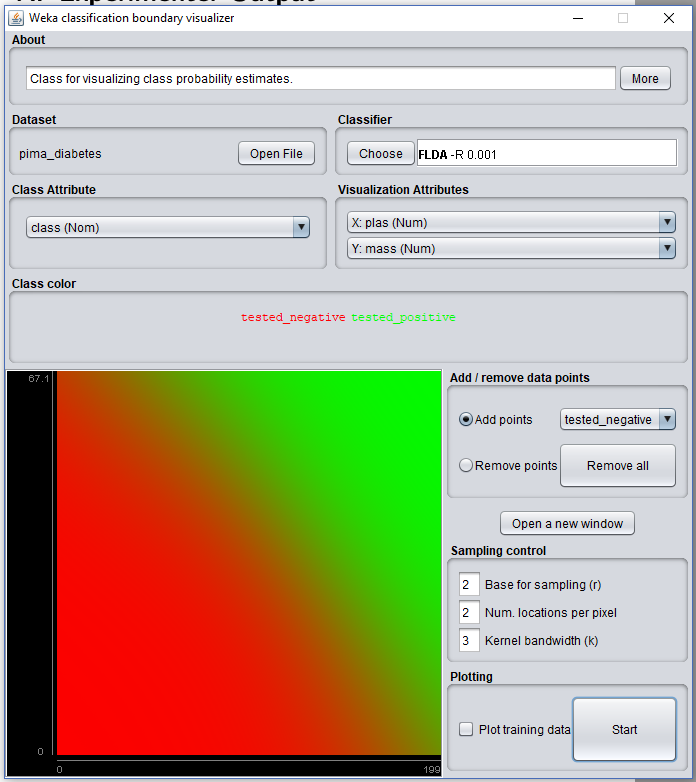 Experimenter Output
Weka classification boundary visualizer
About
Class for visualizing class probability estimates.
More
Dataset
pima_diabetes
Open File
Classifier
Choose
FLDA -R 0.001
Class Attribute
class (Nom)
Visualization Attributes
X: plas (Num)
Y: mass (Num)
Class color
tested_negative tested_positive
67.1
0
0
199
Add / remove data points
Add points
tested_negative
Remove points
Remove all
Open a new window
Sampling control
2 Base for sampling (r)
2 Num. locations per pixel
3 Kernel bandwidth (k)
Plotting
Plot training data
Start